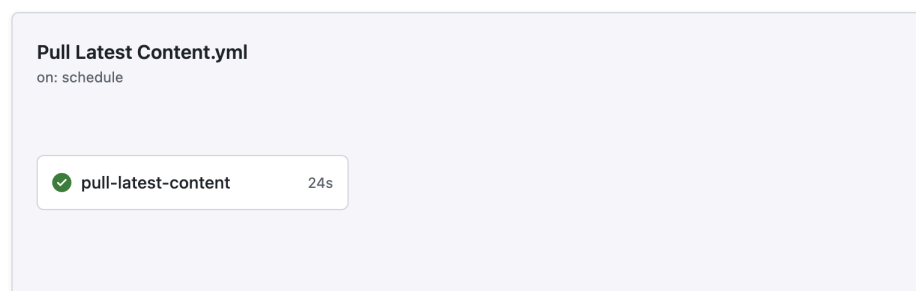 Pull Latest Content.yml
on: schedule
pull-latest-content 24s